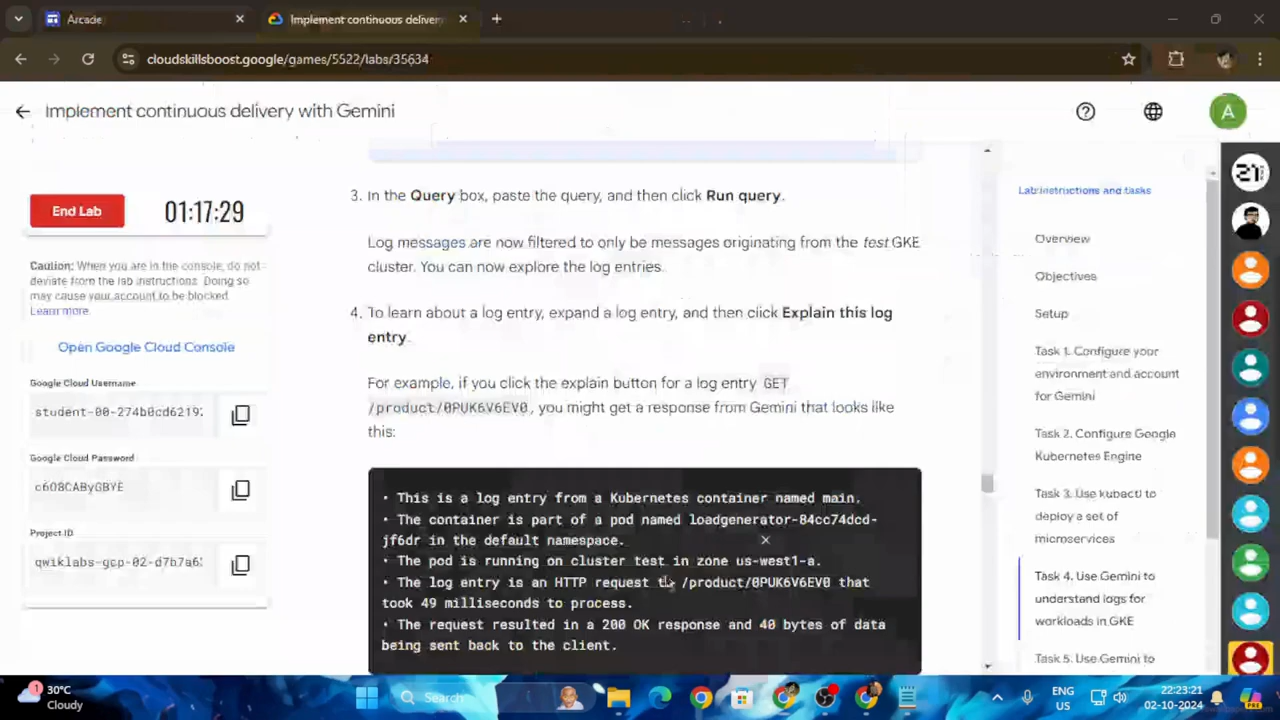 Arcade
Implement continuous delivery
cloudskillsboost.google/games/5522/labs/35634
Implement continuous delivery with Gemini
A
End Lab
01:17:29
Caution: When you are in the console, do not
deviate from the lab instructions. Doing so
may cause your account to be blocked.
Learn more.
Open Google Cloud Console
Google Cloud Username
student-00-274b0cd6219
Google Cloud Password
c608CAByGBYE
Project ID
qwiklabs-gcp-02-d7b7a6
3. In the Query box, paste the query, and then click Run query.
Log messages are now filtered to only be messages originating from the test GKE
cluster. You can now explore the log entries.
4. To learn about a log entry, expand a log entry, and then click Explain this log
entry.
For example, if you click the explain button for a log entry GET
/product/0PUK6V6EV0, you might get a response from Gemini that looks like
this:
• This is a log entry from a Kubernetes container named main.
• The container is part of a pod named loadgenerator-84cc74dcd-
jf6dr in the default namespace.
• The pod is running on cluster test in zone us-west1-a.
• The log entry is an HTTP request to /product/0PUK6V6EV0 that
took 49 milliseconds to process.
• The request resulted in a 200 OK response and 40 bytes of data
being sent back to the client.
Lab instructions and tasks
Overview
Objectives
Setup
Task 1. Configure your
environment and account
for Gemini
Task 2. Configure Google
Kubernetes Engine
Task 3. Use kubectl to
deploy a set of
microservices
Task 4. Use Gemini to
understand logs for
workloads in GKE
Task 5. Use Gemini to
1
30°C
Cloudy
Search
ENG
US
22:23:21
02-10-2024
PRE